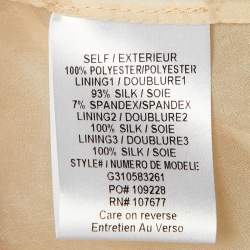 SELF / EXTERIEUR
100% POLYESTER/POLYESTER
LINING1 / DOUBLURE1
93% SILK / SOIE
7% SPANDEX/SPANDEX
LINING2 / DOUBLURE2
100% SILK / SOIE
LINING3 / DOUBLURE3
100% SILK / SOIE
STYLE# / NUMERO DE MODELE
G310583261
PO# 109228
RN# 107677
Care on reverse
Entretien Au Verso